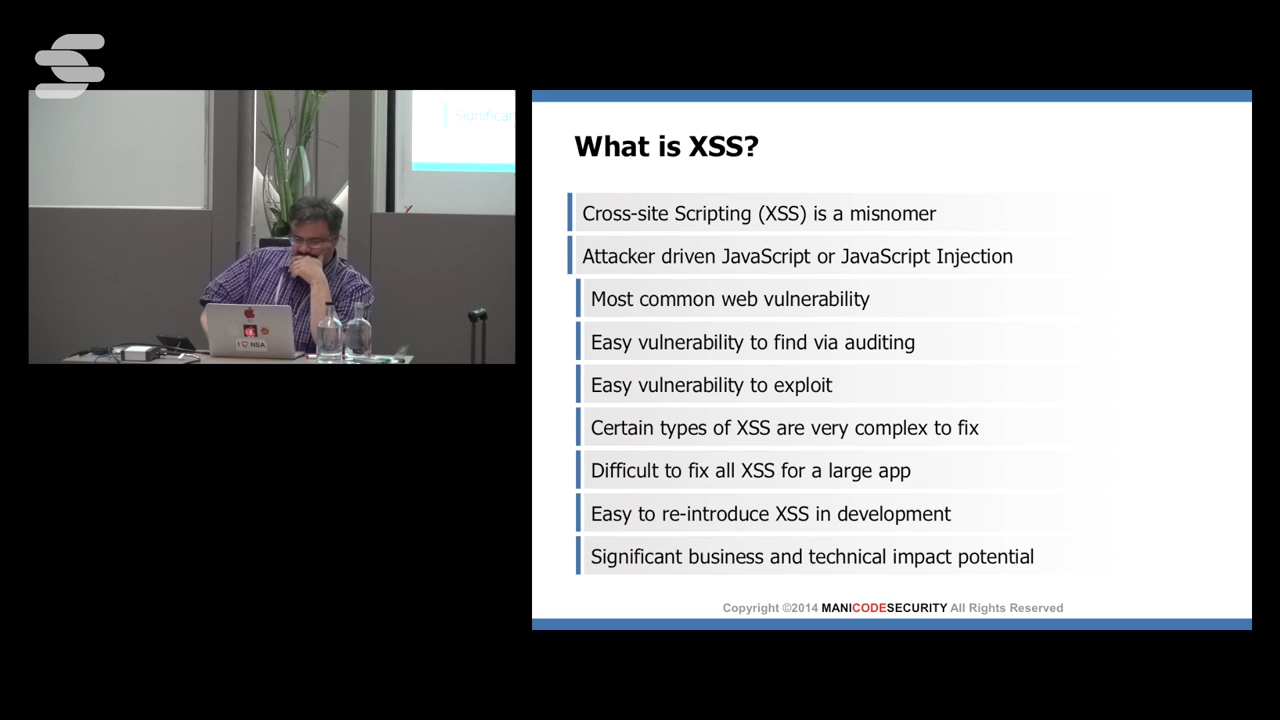 Significan
I NSA
What is XSS?
Cross-site Scripting (XSS) is a misnomer
Attacker driven JavaScript or JavaScript Injection
Most common web vulnerability
Easy vulnerability to find via auditing
Easy vulnerability to exploit
Certain types of XSS are very complex to fix
Difficult to fix all XSS for a large app
Easy to re-introduce XSS in development
Significant business and technical impact potential
Copyright ©2014 MANICODESECURITY All Rights Reserved